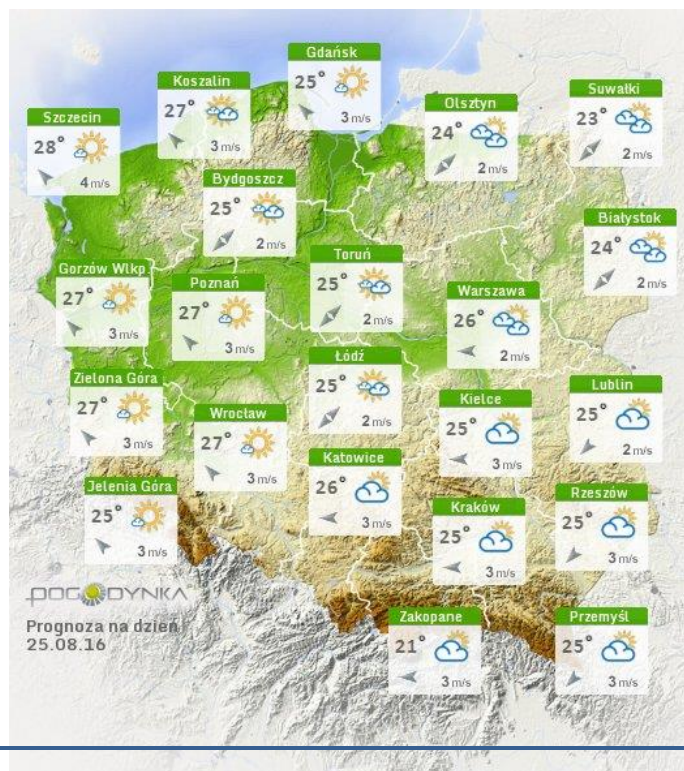 Gdańsk
25°
3 m/s
Koszalin
27°
3 m/s
Suwałki
23°
2 m/s
Olsztyn
24°
2 m/s
Szczecin
28°
4 m/s
Bydgoszcz
25°
2 m/s
Białystok
24°
2 m/s
Toruń
25°
2 m/s
Gorzów Wlkp.
27°
3 m/s
Poznań
27°
3 m/s
Warszawa
26°
2 m/s
Łódź
25°
2 m/s
Zielona Góra
27°
3 m/s
Lublin
25°
2 m/s
Kielce
25°
3 m/s
Wrocław
27°
3 m/s
Katowice
26°
3 m/s
Jelenia Góra
25°
3 m/s
Rzeszów
25°
3 m/s
Kraków
25°
3 m/s
POGODYNKA
Prognoza na dzień
25.08.16
Zakopane
21°
3 m/s
Przemyśl
25°
3 m/s